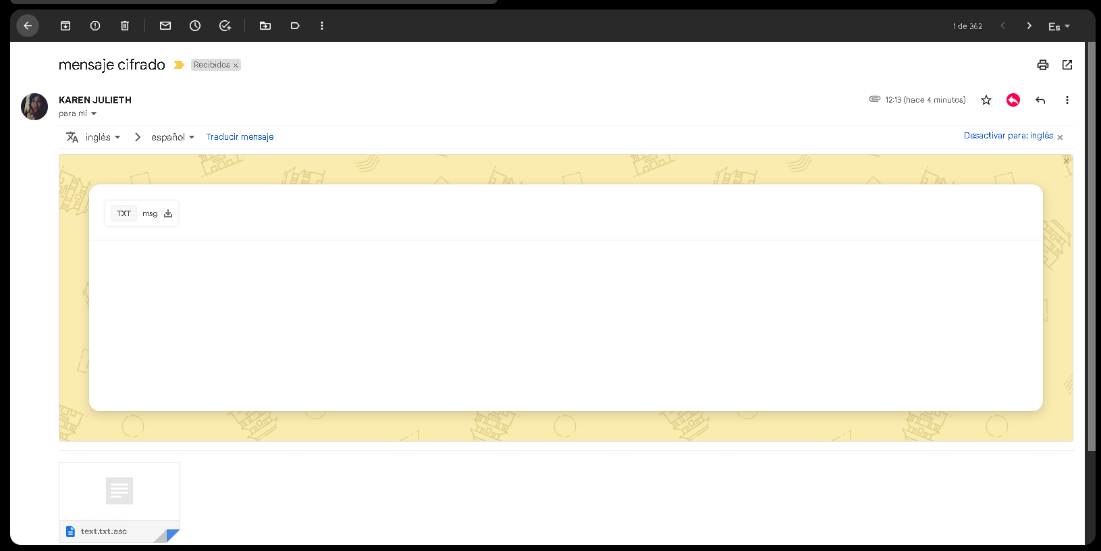 1 de 362
Es
mensaje cifrado
Recibidos ×
KAREN JULIETH
12:13 (hace 4 minutos)
para mí
inglés
español
Traducir mensaje
Desactivar para: inglés ×
TXT
msg
text.txt.asc